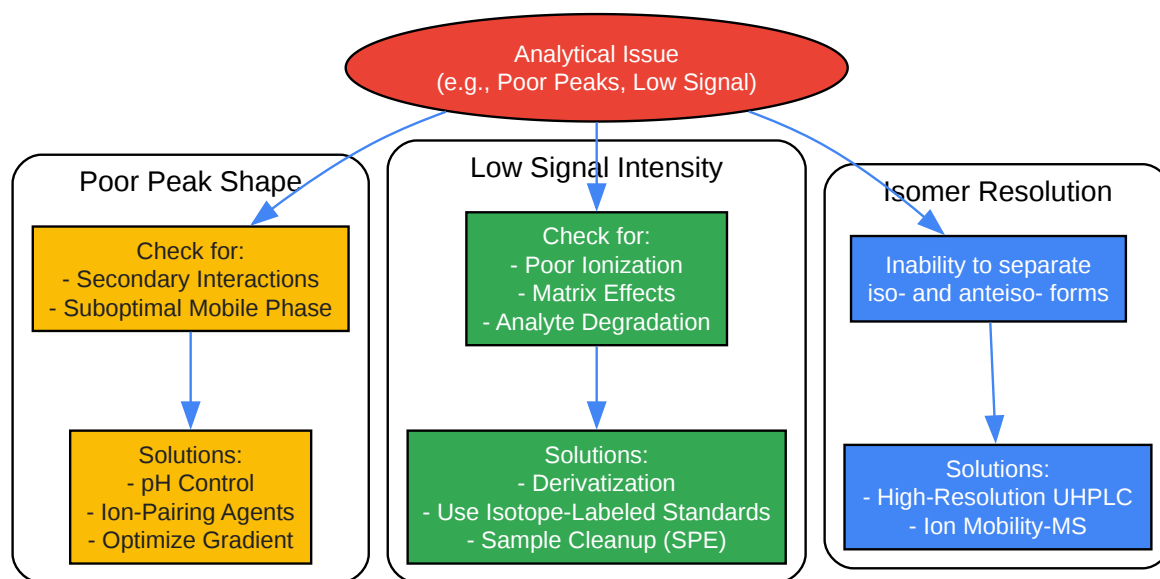 Analytical Issue
(e.g., Poor Peaks, Low Signal)
Poor Peak Shape
Check for:
- Secondary Interactions
- Suboptimal Mobile Phase
Solutions:
- pH Control
- Ion-Pairing Agents
- Optimize Gradient
Low Signal Intensity
Check for:
- Poor Ionization
- Matrix Effects
- Analyte Degradation
Solutions:
- Derivatization
- Use Isotope-Labeled Standards
- Sample Cleanup (SPE)
Isomer Resolution
Inability to separate
iso- and anteiso- forms
Solutions:
- High-Resolution UHPLC
- Ion Mobility-MS